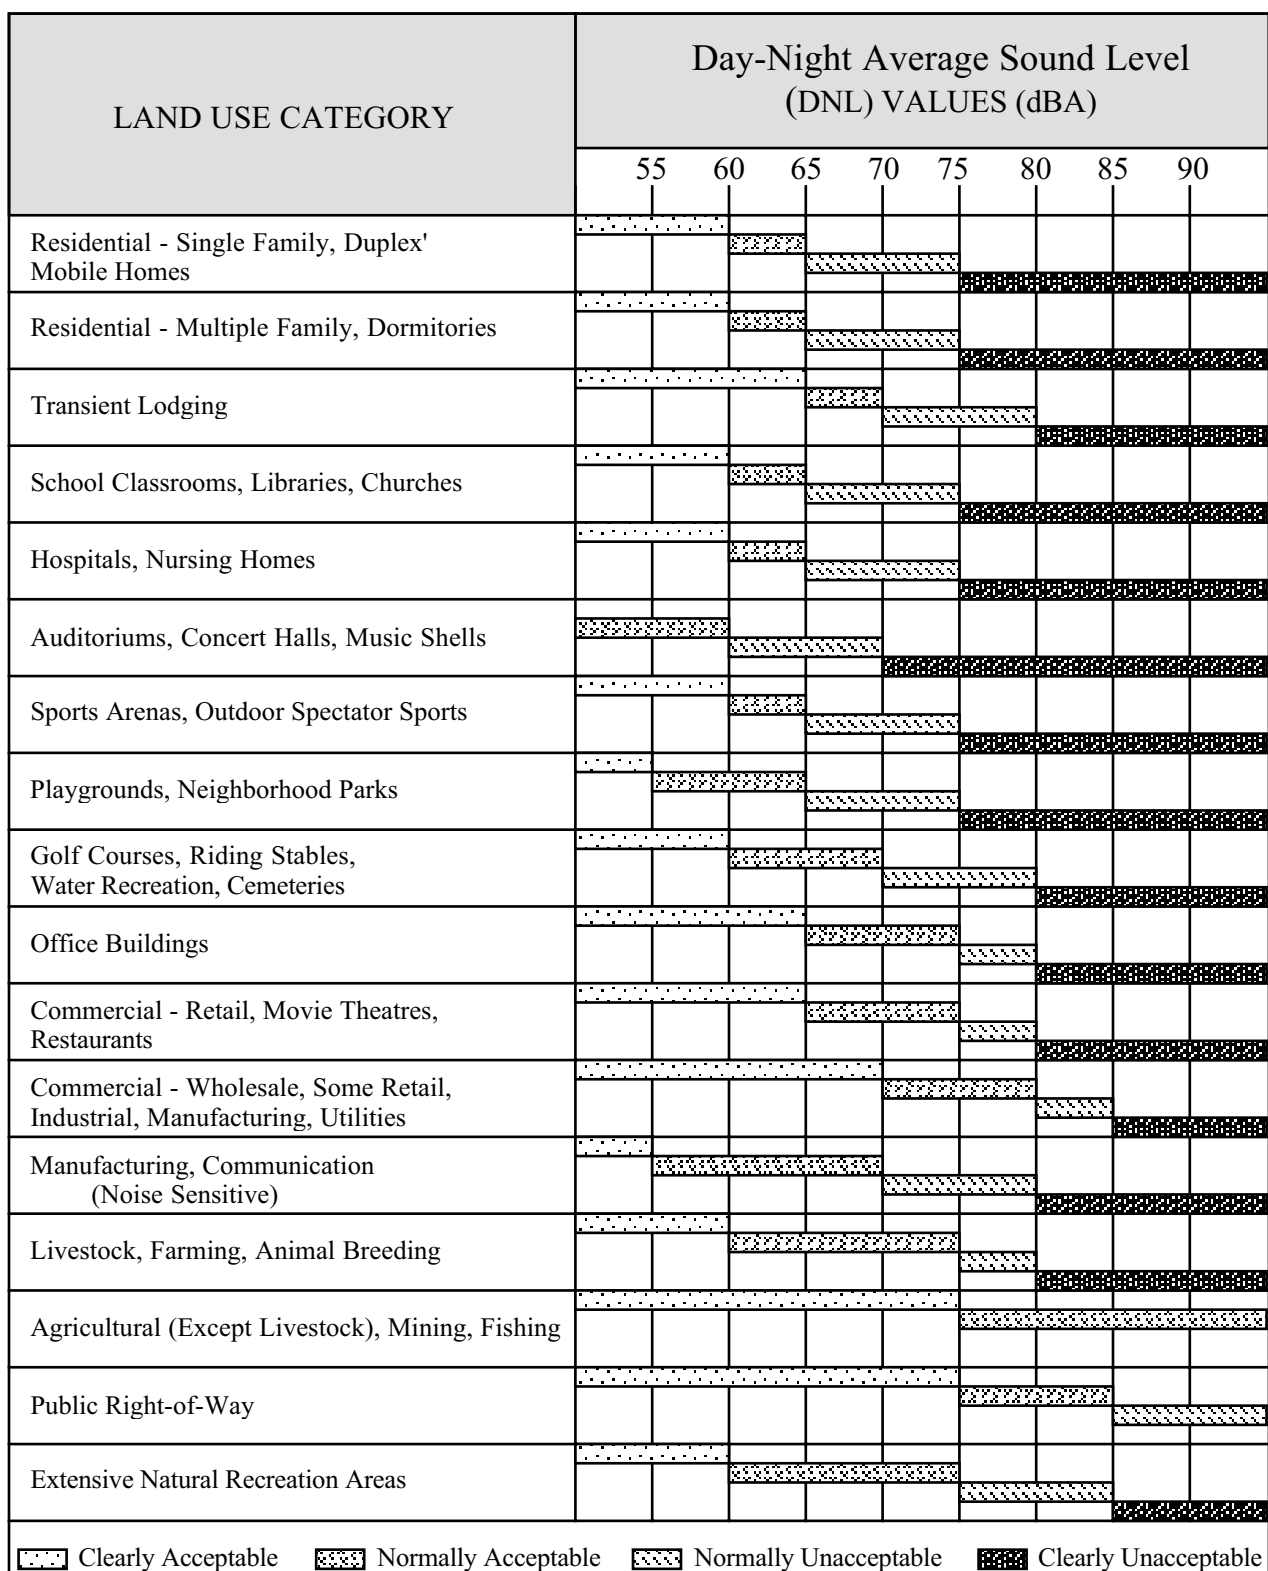 LAND USE CATEGORY
Day-Night Average Sound Level
(DNL) VALUES (dBA)
55 60 65 70 75 80 85 90
Residential - Single Family, Duplex'
Mobile Homes
Residential - Multiple Family, Dormitories
Transient Lodging
School Classrooms, Libraries, Churches
Hospitals, Nursing Homes
Auditoriums, Concert Halls, Music Shells
Sports Arenas, Outdoor Spectator Sports
Playgrounds, Neighborhood Parks
Golf Courses, Riding Stables,
Water Recreation, Cemeteries
Office Buildings
Commercial - Retail, Movie Theatres,
Restaurants
Commercial - Wholesale, Some Retail,
Industrial, Manufacturing, Utilities
Manufacturing, Communication
(Noise Sensitive)
Livestock, Farming, Animal Breeding
Agricultural (Except Livestock), Mining, Fishing
Public Right-of-Way
Extensive Natural Recreation Areas
Clearly Acceptable Normally Acceptable Normally Unacceptable Clearly Unacceptable